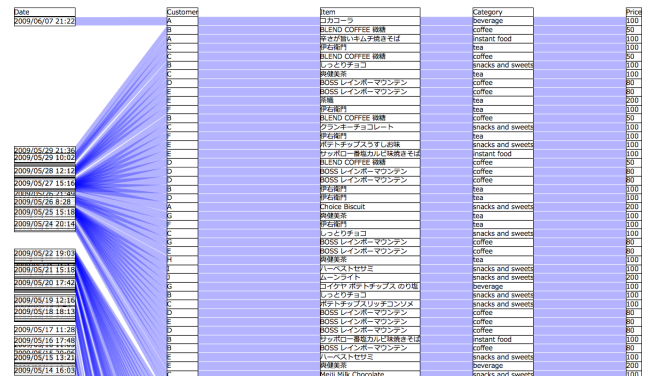 Date Customer Item Category Price
2009/06/07 21:22 A コカコーラ beverage 100
B BLEND COFFEE 微糖 coffee 50
A 辛さが旨いキムチ焼きそば instant food 100
C 伊右衛門 tea 100
C BLEND COFFEE 微糖 coffee 50
B しっとりチョコ snacks and sweets 100
C 爽健美茶 tea 100
D BOSS レインボーマウンテン coffee 80
E BOSS レインボーマウンテン coffee 80
E tea 200
F 伊右衛門 tea 100
B BLEND COFFEE 微糖 coffee 50
C クランキーチョコレート snacks and sweets 100
F 伊右衛門 tea 100
E ポテトチップスうすしお味 snacks and sweets 100
2009/05/29 21:36 E サッポロ一番塩カルビ味焼きそば instant food 100
2009/05/29 10:02 D BLEND COFFEE 微糖 coffee 50
2009/05/28 12:12 D BOSS レインボーマウンテン coffee 80
2009/05/27 15:16 D BOSS レインボーマウンテン coffee 80
B 伊右衛門 tea 100
2009/05/26 21:49 D 伊右衛門 tea 100
2009/05/26 8:28 A Choice Biscuit snacks and sweets 200
2009/05/25 15:18 G 爽健美茶 tea 100
2009/05/24 20:14 F 伊右衛門 tea 100
C しっとりチョコ snacks and sweets 100
G BOSS レインボーマウンテン coffee 80
2009/05/22 19:03 E BOSS レインボーマウンテン coffee 80
H 爽健美茶 tea 100
2009/05/21 15:18 I ハーベストセサミ snacks and sweets 100
2009/05/20 17:42 J ムーンライト snacks and sweets 200
G コイケヤ ポテトチップス のり塩 beverage 100
2009/05/19 12:16 B しっとりチョコ snacks and sweets 100
C ポテトチップスリッチコンソメ snacks and sweets 100
2009/05/18 18:13 D BOSS レインボーマウンテン coffee 80
E BOSS レインボーマウンテン coffee 80
2009/05/17 11:28 D BOSS レインボーマウンテン coffee 80
2009/05/16 17:48 B サッポロ一番塩カルビ味焼きそば instant food 100
B BOSS レインボーマウンテン coffee 80
2009/05/15 13:21 E ハーベストセサミ snacks and sweets 100
2009/05/14 16:03 E 爽健美茶 tea 200
C Meiji Milk Chocolate snacks and sweets 100